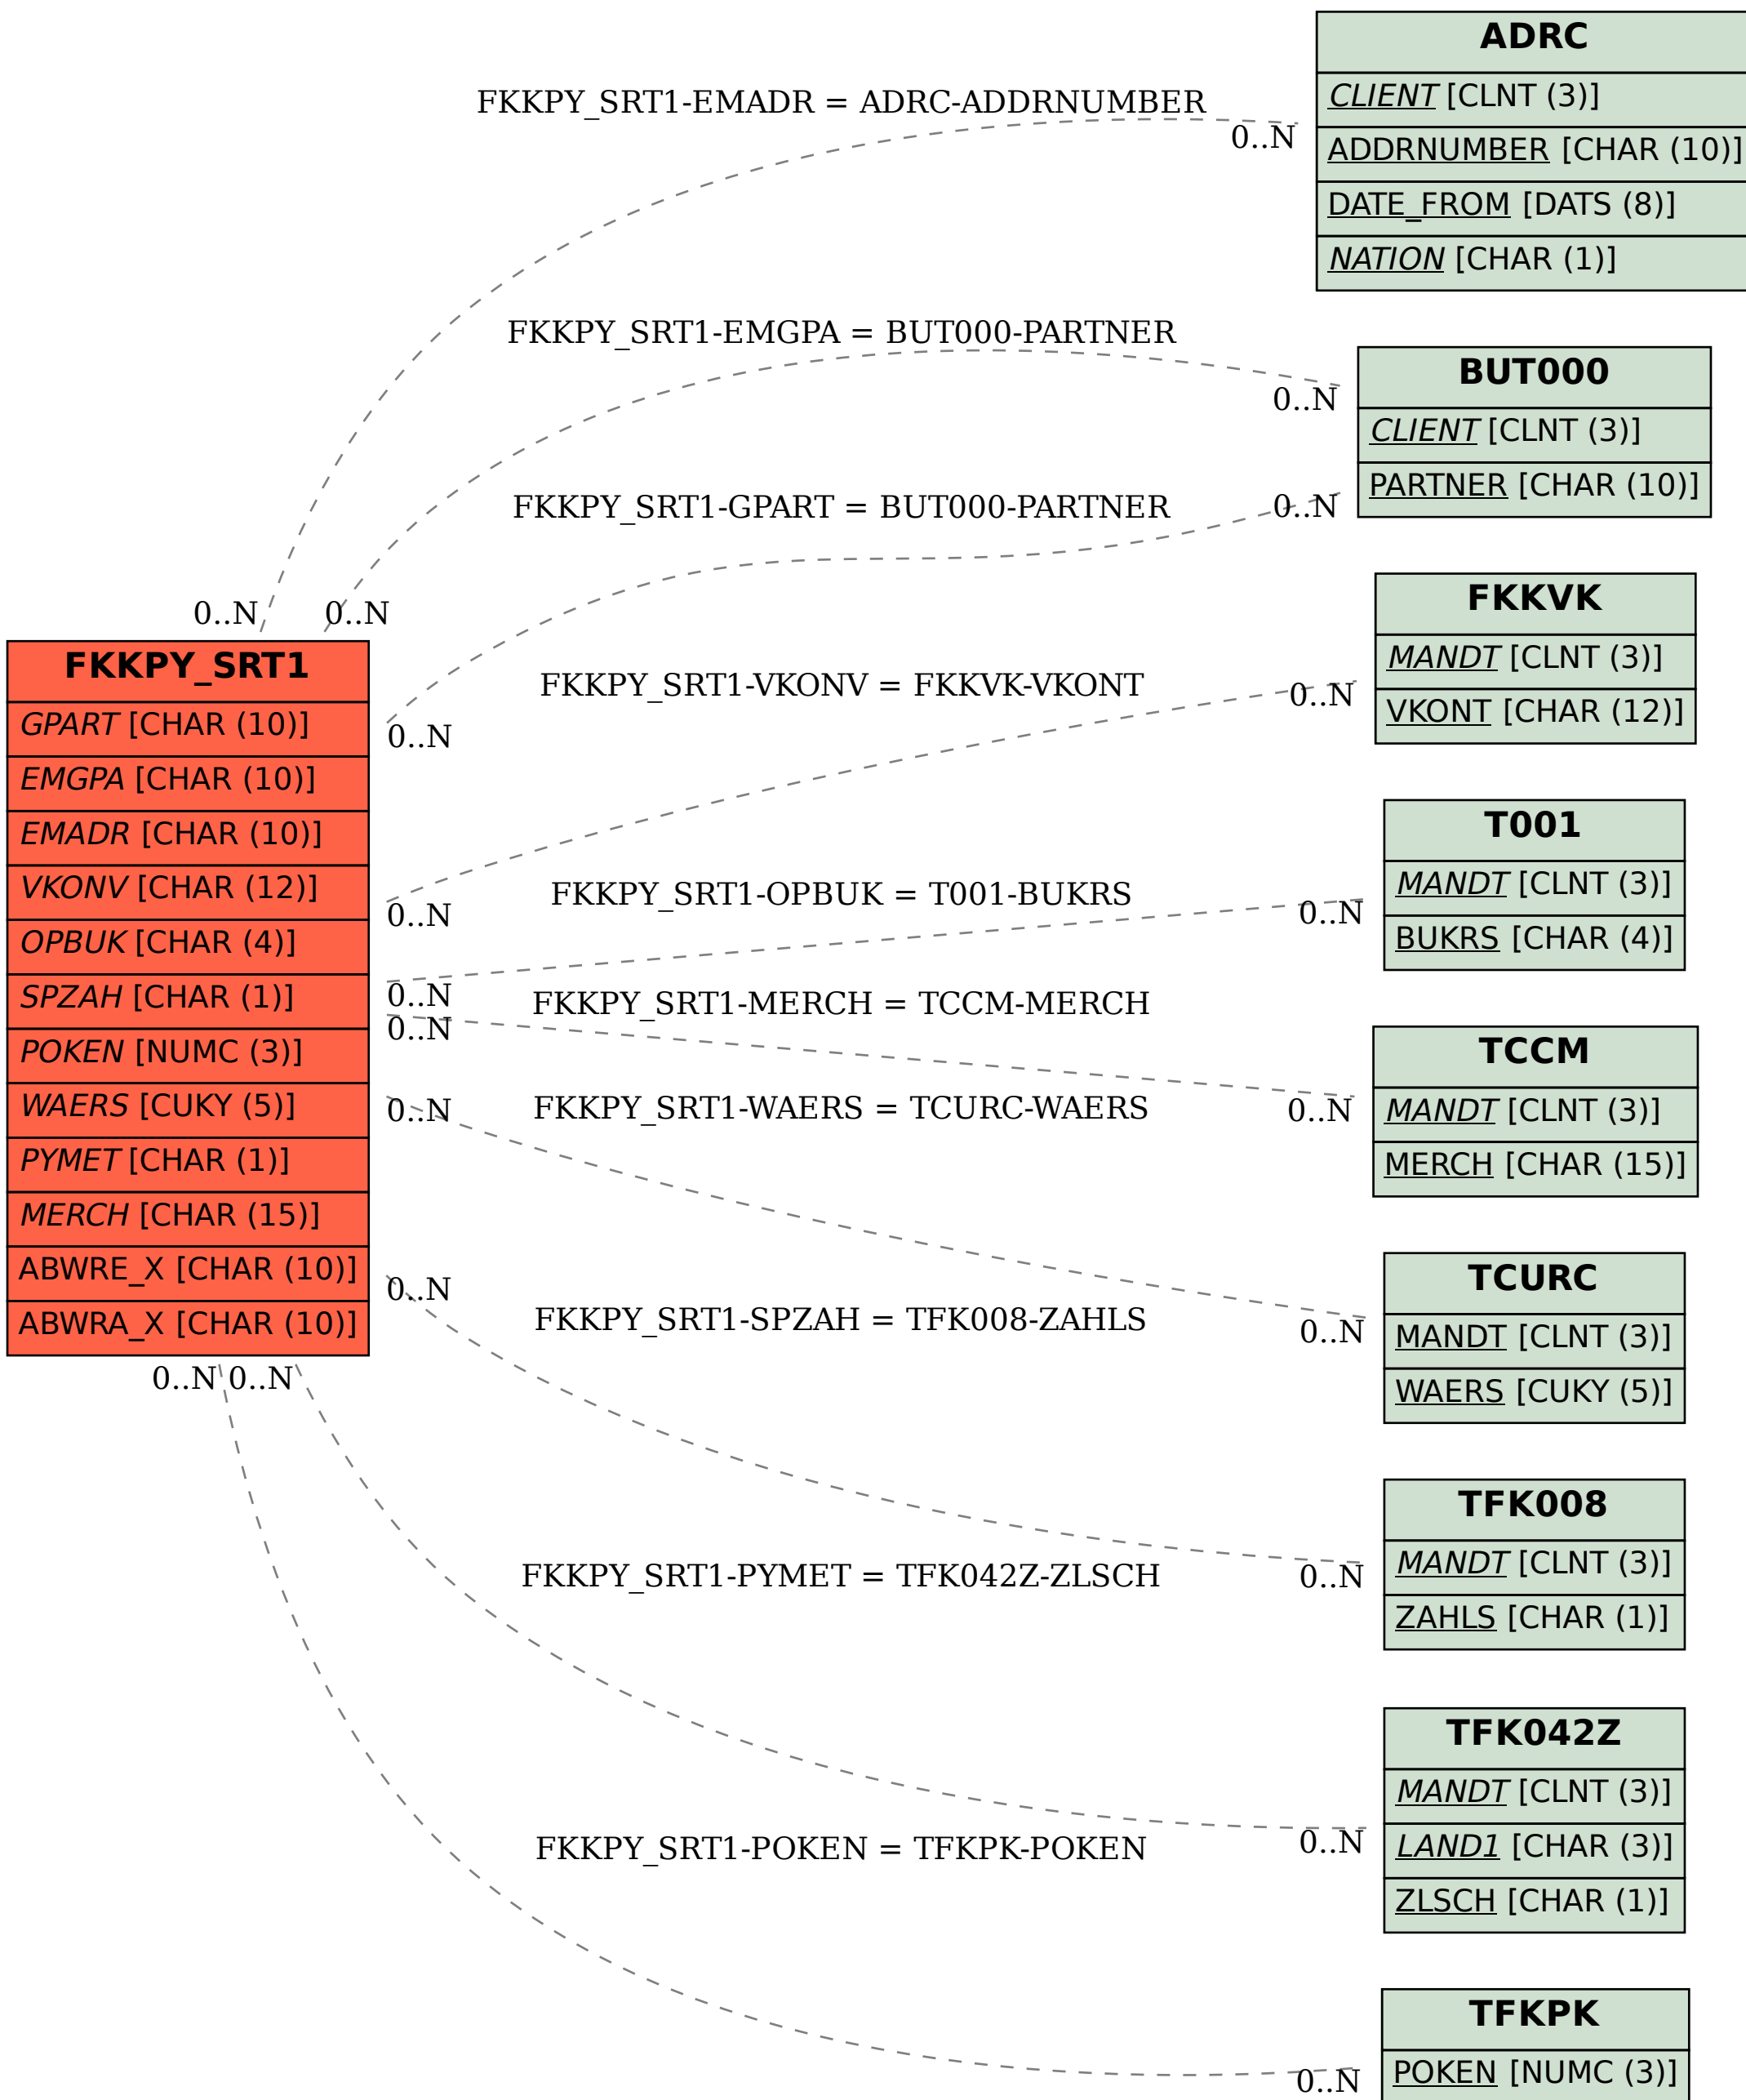 ADRC
CLIENT [CLNT (3)]
ADDRNUMBER [CHAR (10)]
DATE_FROM [DATS (8)]
NATION [CHAR (1)]
FKKPY_SRT1-EMADR = ADRC-ADDRNUMBER
0..N
FKKPY_SRT1-EMGPA = BUT000-PARTNER
0..N
BUT000
CLIENT [CLNT (3)]
PARTNER [CHAR (10)]
FKKPY_SRT1-GPART = BUT000-PARTNER
0..N
FKKVK
MANDT [CLNT (3)]
VKONT [CHAR (12)]
0..N
0..N
FKKPY_SRT1
GPART [CHAR (10)]
EMGPA [CHAR (10)]
EMADR [CHAR (10)]
VKONV [CHAR (12)]
OPBUK [CHAR (4)]
SPZAH [CHAR (1)]
POKEN [NUMC (3)]
WAERS [CUKY (5)]
PYMET [CHAR (1)]
MERCH [CHAR (15)]
ABWRE_X [CHAR (10)]
ABWRA_X [CHAR (10)]
FKKPY_SRT1-VKONV = FKKVK-VKONT
0..N
0..N
0..N
T001
MANDT [CLNT (3)]
BUKRS [CHAR (4)]
FKKPY_SRT1-OPBUK = T001-BUKRS
0..N
0..N
FKKPY_SRT1-MERCH = TCCM-MERCH
0..N
TCCM
MANDT [CLNT (3)]
MERCH [CHAR (15)]
0..N
FKKPY_SRT1-WAERS = TCURC-WAERS
0..N
TCURC
MANDT [CLNT (3)]
WAERS [CUKY (5)]
0..N
0..N
FKKPY_SRT1-SPZAH = TFK008-ZAHLS
0..N
0..N
TFK008
MANDT [CLNT (3)]
ZAHLS [CHAR (1)]
FKKPY_SRT1-PYMET = TFK042Z-ZLSCH
0..N
TFK042Z
MANDT [CLNT (3)]
LAND1 [CHAR (3)]
ZLSCH [CHAR (1)]
0..N
FKKPY_SRT1-POKEN = TFKPK-POKEN
TFKPK
POKEN [NUMC (3)]
0..N